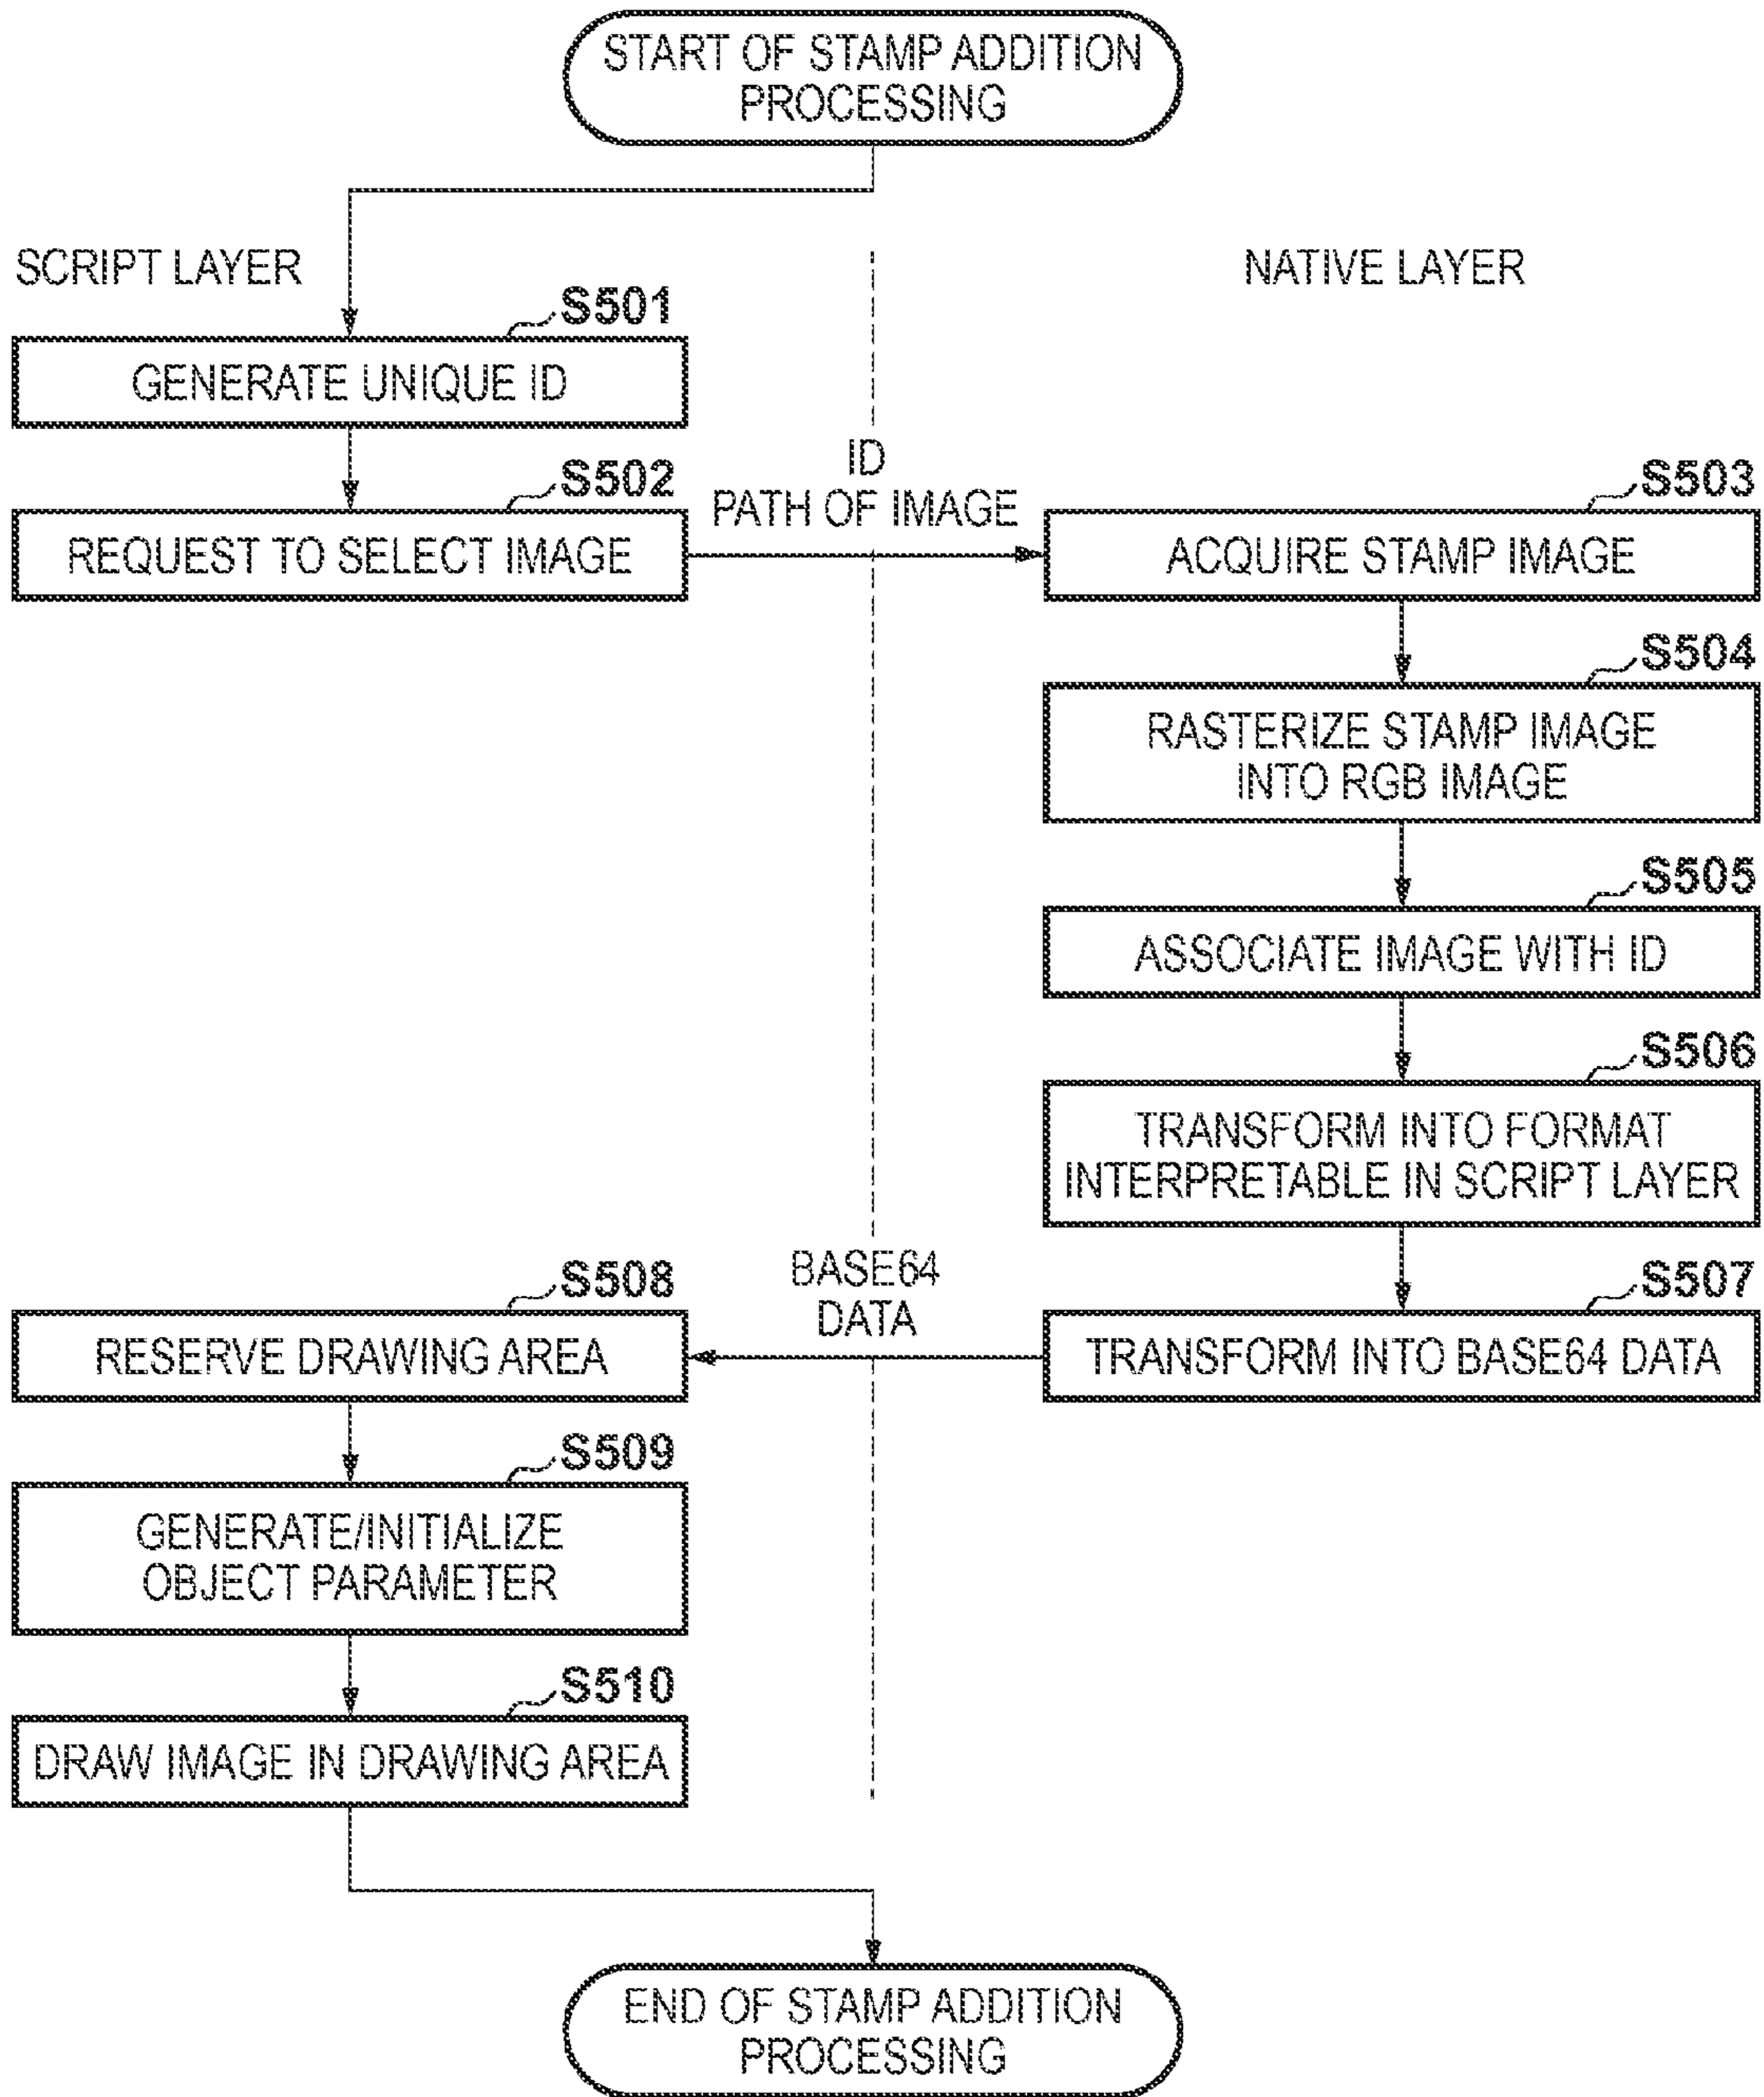 START OF STAMP ADDITION
PROCESSING
SCRIPT LAYER
NATIVE LAYER
S501
GENERATE UNIQUE ID
S502
REQUEST TO SELECT IMAGE
ID
PATH OF IMAGE
S503
ACQUIRE STAMP IMAGE
S504
RASTERIZE STAMP IMAGE
INTO RGB IMAGE
S505
ASSOCIATE IMAGE WITH ID
S506
TRANSFORM INTO FORMAT
INTERPRETABLE IN SCRIPT LAYER
S507
TRANSFORM INTO BASE64 DATA
BASE64
DATA
S508
RESERVE DRAWING AREA
S509
GENERATE/INITIALIZE
OBJECT PARAMETER
S510
DRAW IMAGE IN DRAWING AREA
END OF STAMP ADDITION
PROCESSING